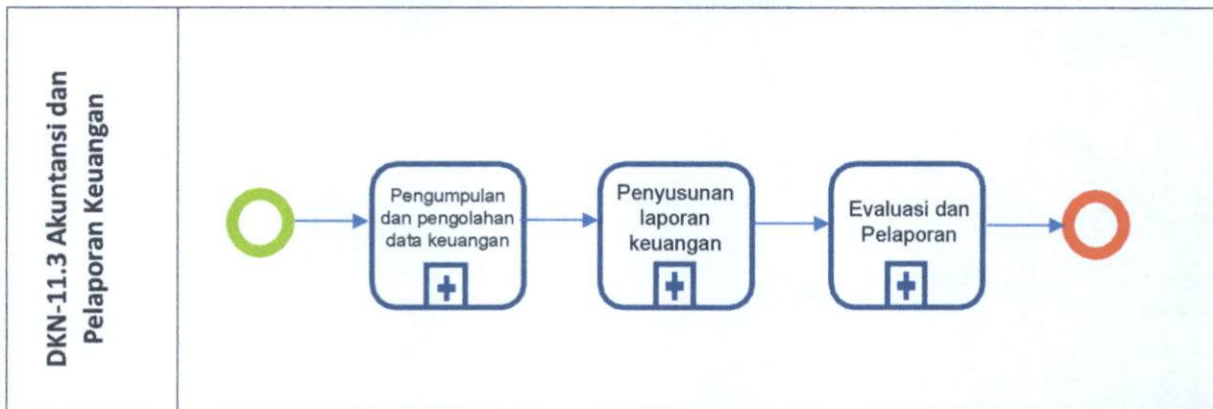 DKN-11.3 Akuntansi dan
Pelaporan Keuangan
Pengumpulan
dan pengolahan
data keuangan
Penyusunan
laporan
keuangan
Evaluasi dan
Pelaporan